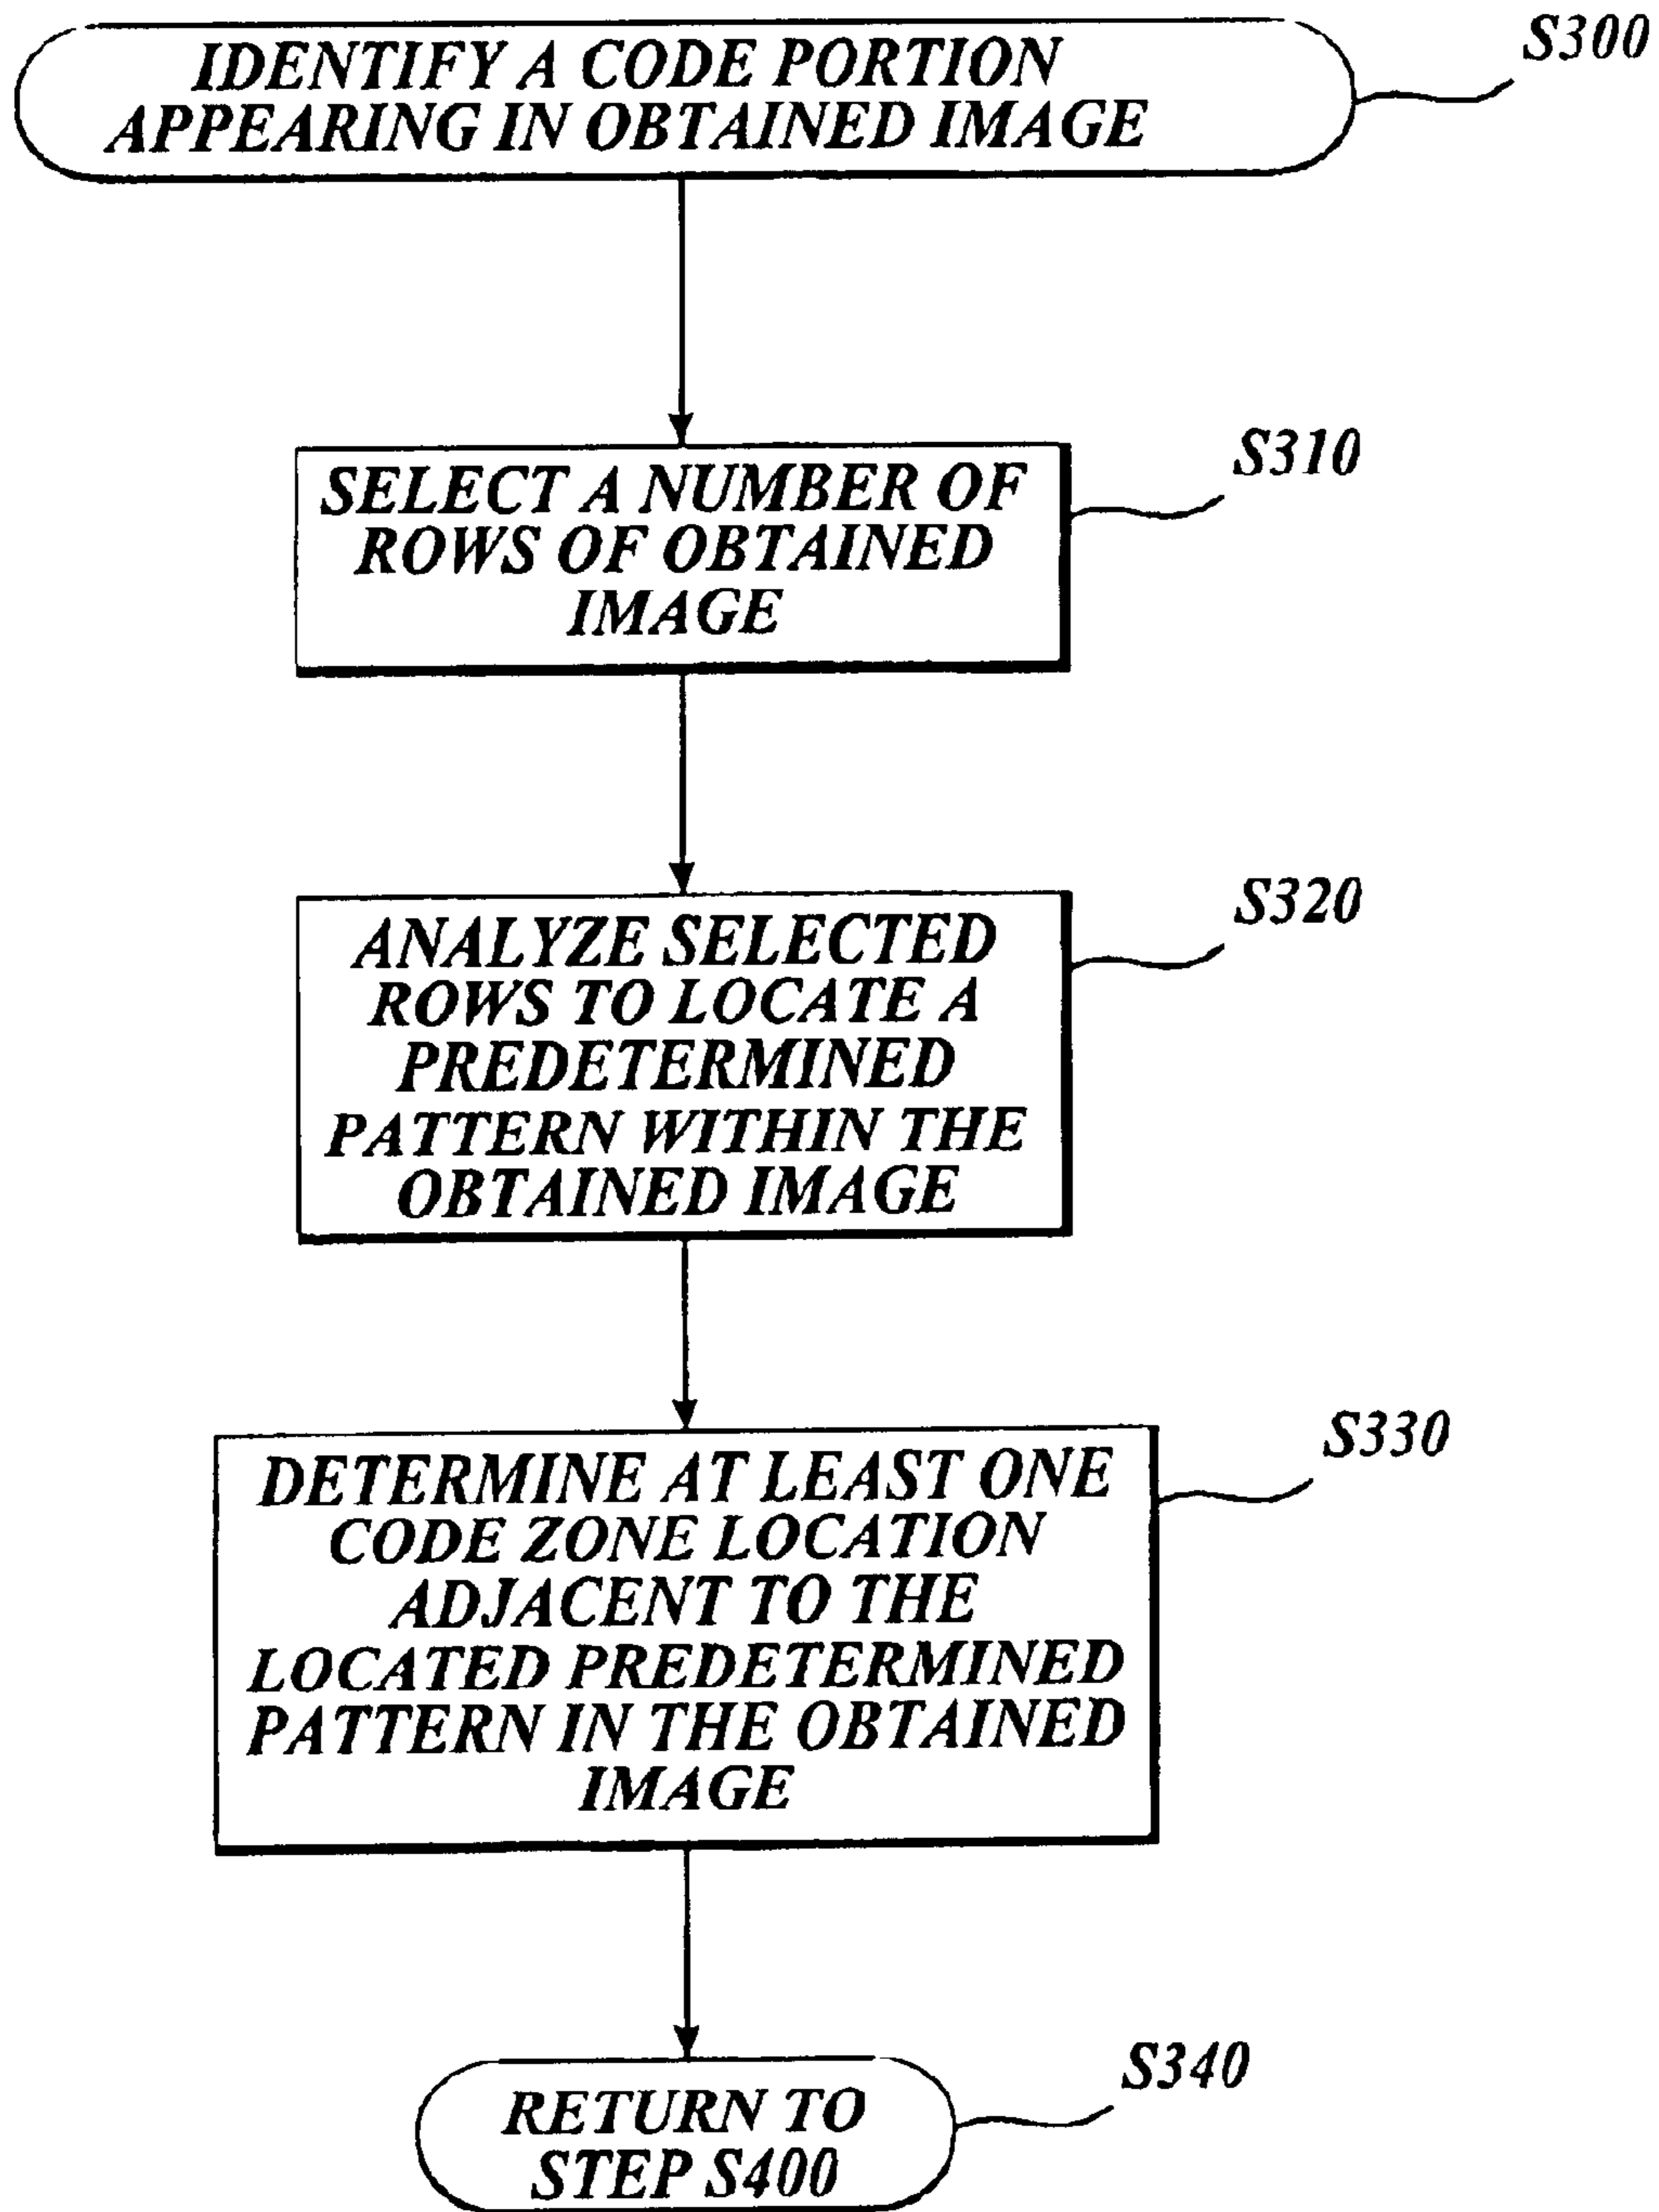 IDENTIFY A CODE PORTION
APPEARING IN OBTAINED IMAGE
S300
SELECT A NUMBER OF
ROWS OF OBTAINED
IMAGE
S310
ANALYZE SELECTED
ROWS TO LOCATE A
PREDETERMINED
PATTERN WITHIN THE
OBTAINED IMAGE
S320
DETERMINE AT LEAST ONE
CODE ZONE LOCATION
ADJACENT TO THE
LOCATED PREDETERMINED
PATTERN IN THE OBTAINED
IMAGE
S330
RETURN TO
STEP S400
S340